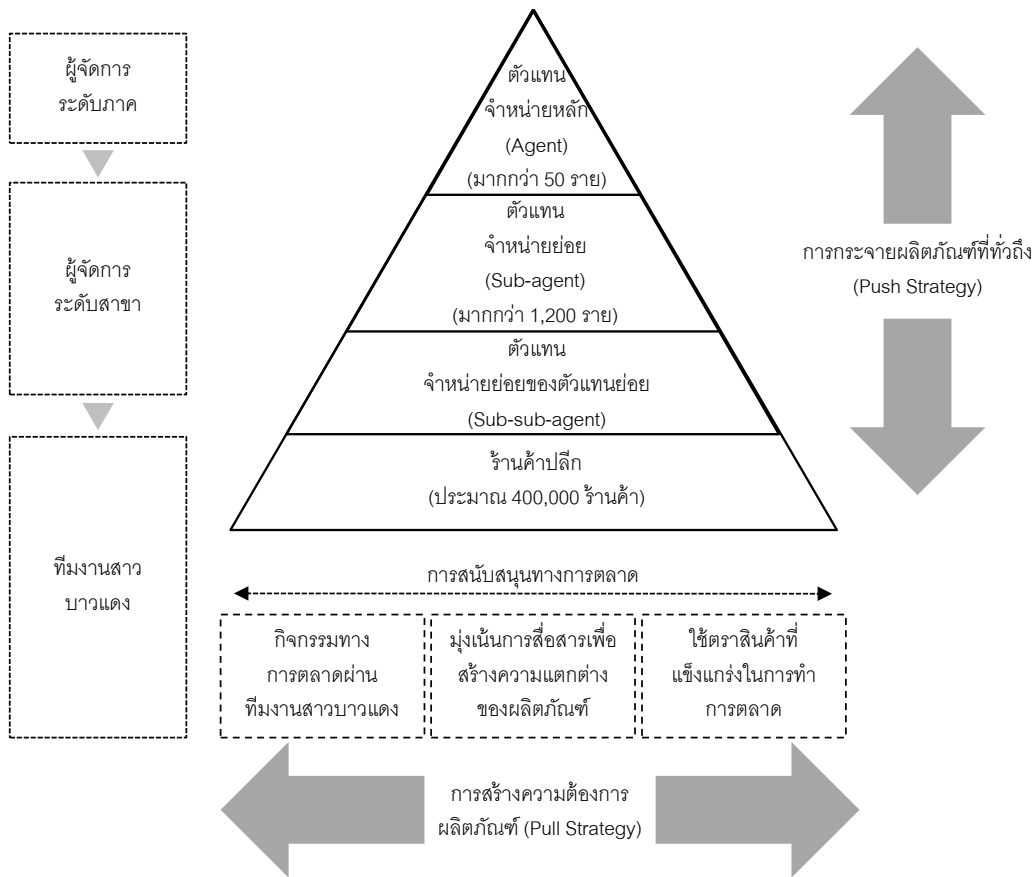 ผู้จัดการ
ระดับภาค
ผู้จัดการ
ระดับสาขา
ทีมงานสาว
บาวแดง
ตัวแทน
จำหน่ายหลัก
(Agent)
(มากกว่า 50 ราย)
ตัวแทน
จำหน่ายย่อย
(Sub-agent)
(มากกว่า 1,200 ราย)
ตัวแทน
จำหน่ายย่อยของตัวแทนย่อย
(Sub-sub-agent)
ร้านค้าปลีก
(ประมาณ 400,000 ร้านค้า)
การกระจายผลิตภัณฑ์ที่ทั่วถึง
(Push Strategy)
การสนับสนุนทางการตลาด
กิจกรรมทาง
การตลาดผ่าน
ทีมงานสาวบาวแดง
มุ่งเน้นการสื่อสารเพื่อ
สร้างความแตกต่าง
ของผลิตภัณฑ์
ใช้ตราสินค้าที่
แข็งแกร่งในการทำ
การตลาด
การสร้างความต้องการ
ผลิตภัณฑ์ (Pull Strategy)